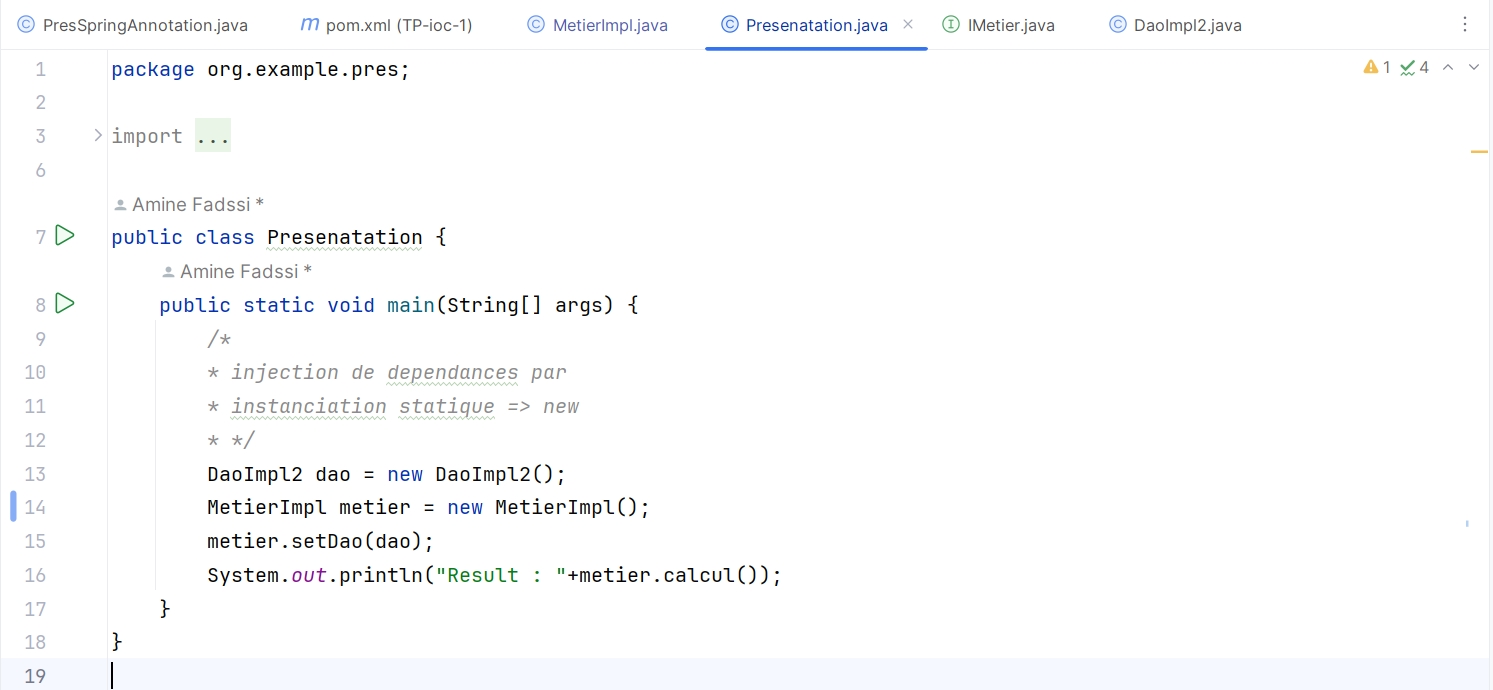 PresSpringAnnotation.java pom.xml (TP-ioc-1) MetierImpl.java Presenatation.java IMetier.java DaoImpl2.java
1 package org.example.pres; 1 4
2
3 import ...
6
Amine Fadssi *
7 public class Presenatation {
Amine Fadssi *
8 public static void main(String[] args) {
9 /*
10 * injection de dependances par
11 * instanciation statique => new
12 * */
13 DaoImpl2 dao = new DaoImpl2();
14 MetierImpl metier = new MetierImpl();
15 metier.setDao(dao);
16 System.out.println("Result : "+metier.calcul());
17 }
18 }
19